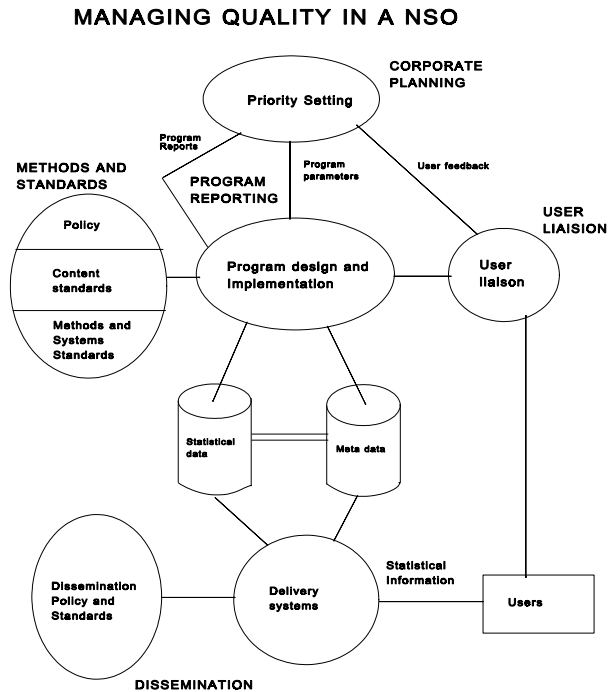 MANAGING QUALITY IN A NSO
CORPORATE
PLANNING
Priority Setting
Program
Reports
Program
parameters
User feedback
METHODS AND
STANDARDS
PROGRAM
REPORTING
USER
LIAISION
Policy
Content
standards
Methods and
Systems
Standards
Program design and
Implementation
User
liaison
Statistical
data
Meta data
Dissemination
Policy and
Standards
Delivery
systems
Statistical
Information
Users
DISSEMINATION